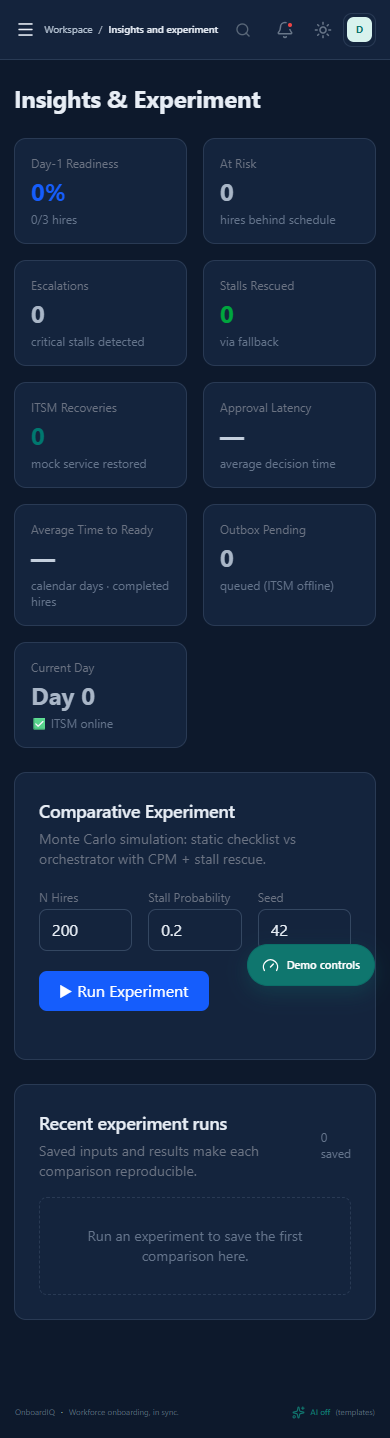 Workspace / Insights and experiment
D
Insights & Experiment
Day-1 Readiness
0%
0/3 hires
At Risk
0
hires behind schedule
Escalations
0
critical stalls detected
Stalls Rescued
0
via fallback
ITSM Recoveries
0
mock service restored
Approval Latency
—
average decision time
Average Time to Ready
—
calendar days · completed
hires
Outbox Pending
0
queued (ITSM offline)
Current Day
Day 0
✅ ITSM online
Comparative Experiment
Monte Carlo simulation: static checklist vs
orchestrator with CPM + stall rescue.
N Hires
Stall Probability
Seed
200
0.2
42
Demo controls
▶ Run Experiment
Recent experiment runs
Saved inputs and results make each
comparison reproducible.
0
saved
Run an experiment to save the first
comparison here.
OnboardIQ · Workforce onboarding, in sync.
AI off (templates)